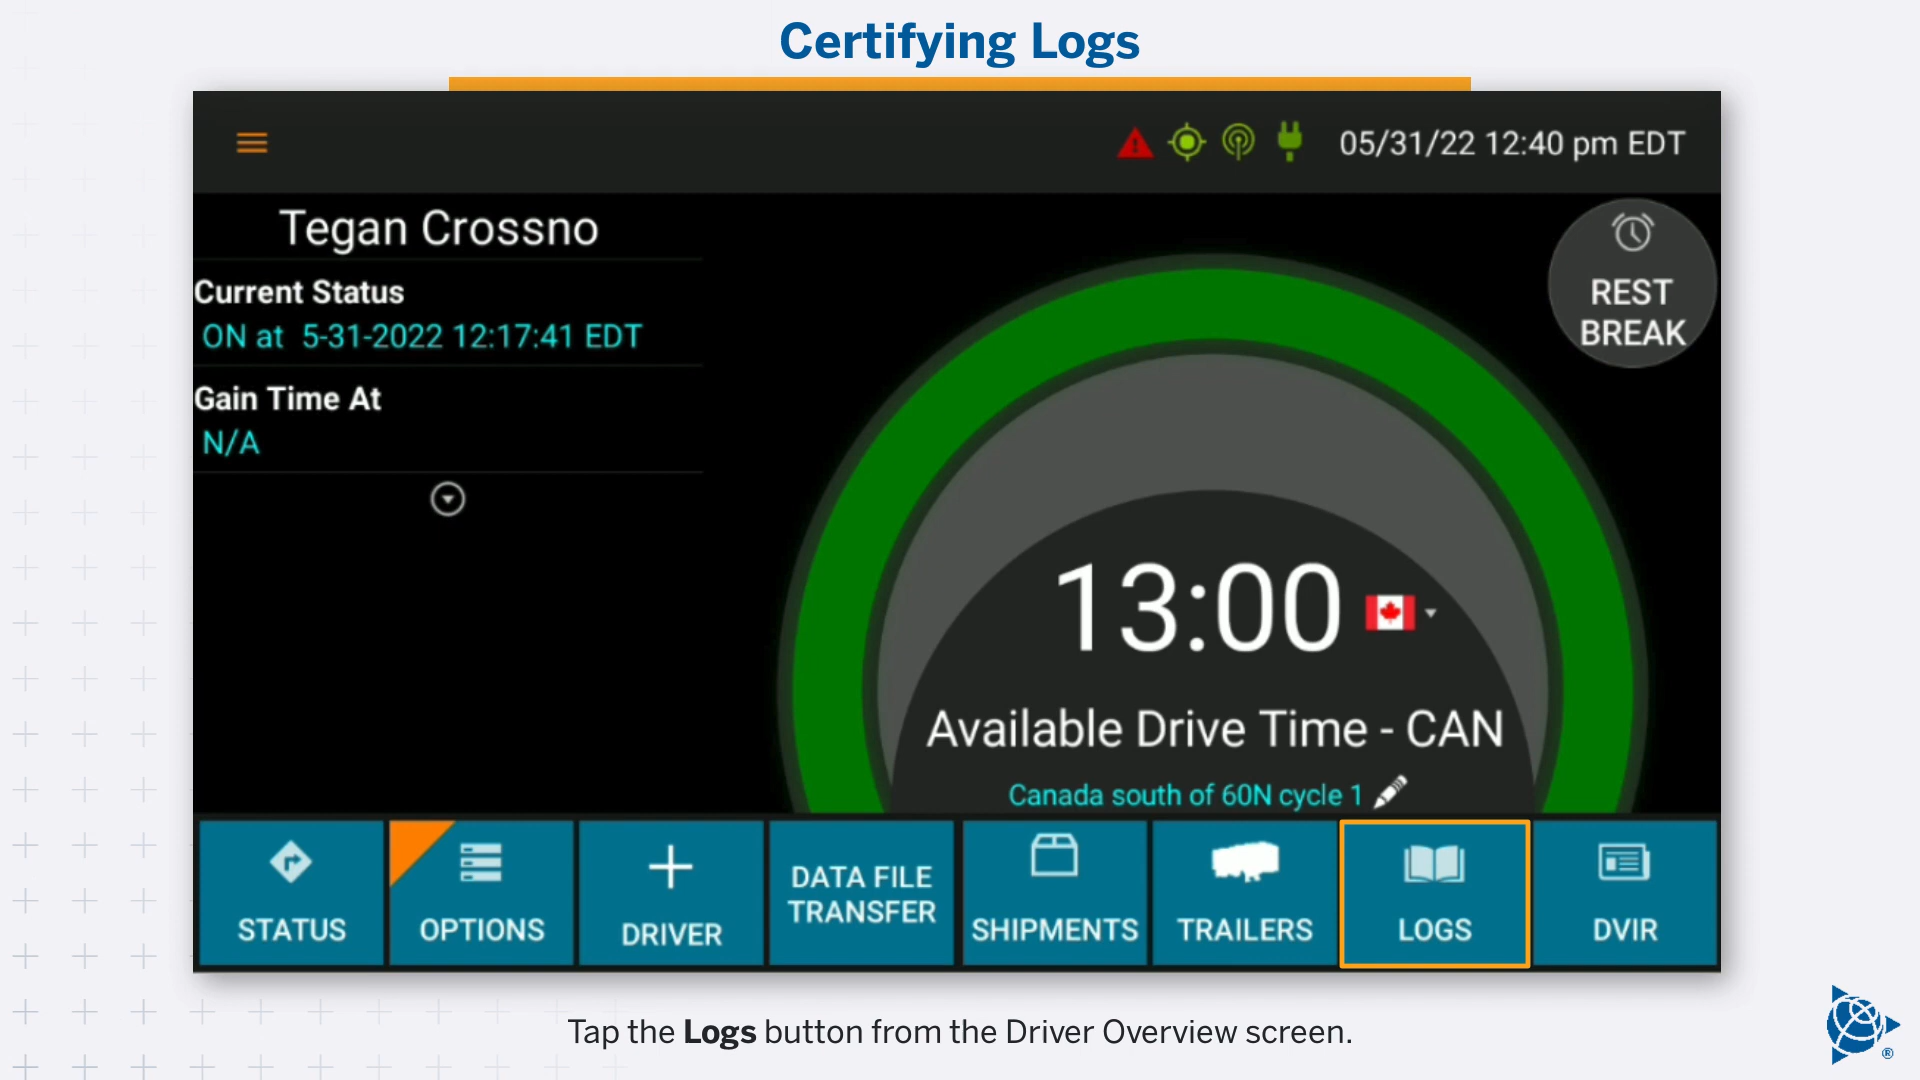 Certifying Logs
05/31/22 12:40 pm EDT
Tegan Crossno
Current Status
ON at 5-31-2022 12:17:41 EDT
Gain Time At
N/A
REST
BREAK
13:00
Available Drive Time - CAN
Canada south of 60N cycle 1
STATUS
OPTIONS
DRIVER
DATA FILE
TRANSFER
SHIPMENTS
TRAILERS
LOGS
DVIR
Tap the Logs button from the Driver Overview screen.
®